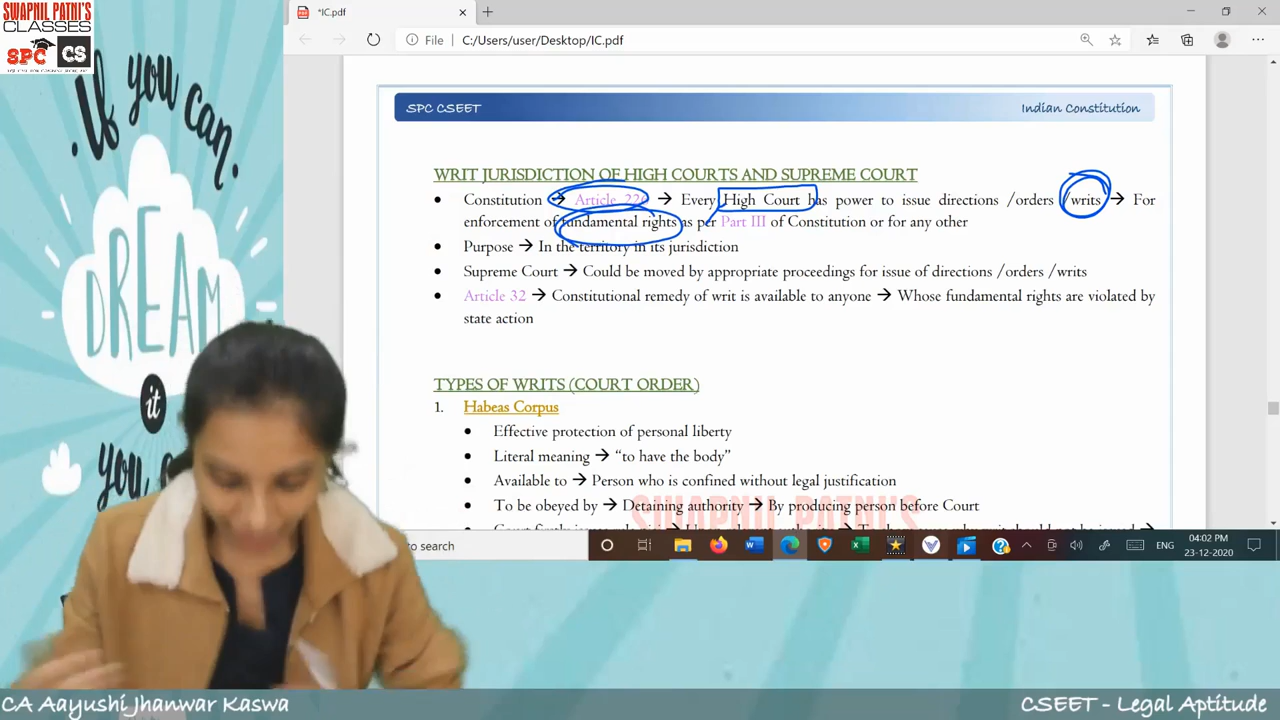 SWAPNIL PATNI'S
CLASSES
SPC CS
*IC.pdf
File C:/Users/user/Desktop/IC.pdf
If you can
DREAM
it
you
SPC CSEET Indian Constitution
WRIT JURISDICTION OF HIGH COURTS AND SUPREME COURT
• Constitution → Article 226 → Every High Court has power to issue directions /orders /writs → For
enforcement of fundamental rights as per Part III of Constitution or for any other
• Purpose → In the territory in its jurisdiction
• Supreme Court → Could be moved by appropriate proceedings for issue of directions /orders /writs
• Article 32 → Constitutional remedy of writ is available to anyone → Whose fundamental rights are violated by
state action
TYPES OF WRITS (COURT ORDER)
1. Habeas Corpus
• Effective protection of personal liberty
• Literal meaning → “to have the body”
• Available to → Person who is confined without legal justification
• To be obeyed by → Detaining authority → By producing person before Court
SWAPNIL PATNI'S
to search
ENG
04:02 PM
23-12-2020
CA Aayushi Jhanwar Kaswa
CSEET - Legal Aptitude